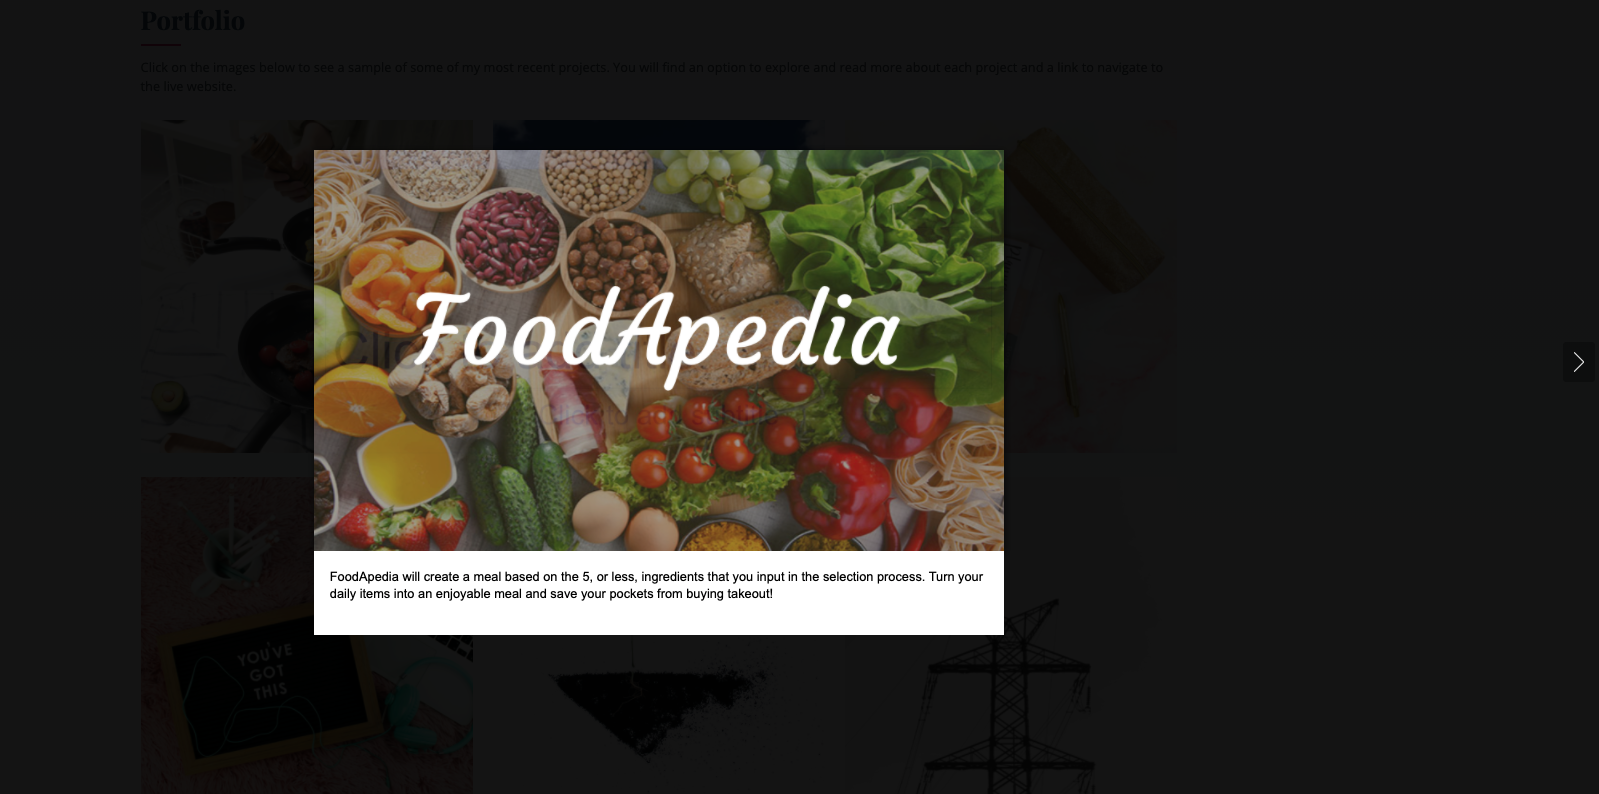 Portfolio
Click on the images below to see a sample of some of my most recent projects. You will find an option to explore and read more about each project and a link to navigate to
the live website.
FoodApedia
FoodApedia will create a meal based on the 5, or less, ingredients that you input in the selection process. Turn your
daily items into an enjoyable meal and save your pockets from buying takeout!
YOU'VE
GOT
THIS